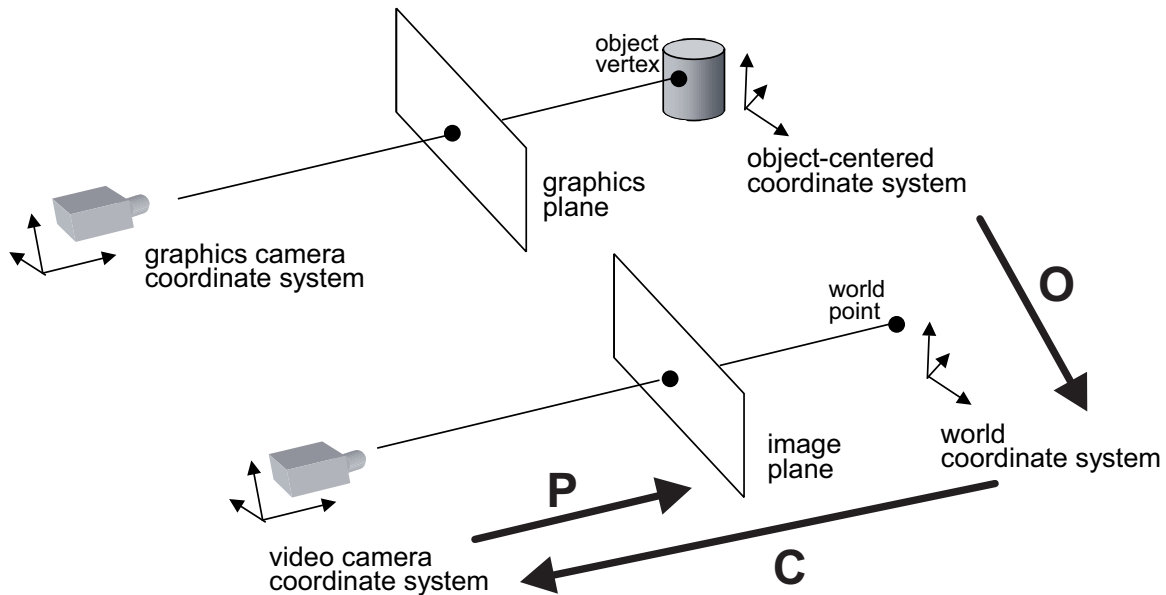 object
vertex
object-centered
coordinate system
graphics
plane
graphics camera
coordinate system
O
world
point
world
coordinate system
image
plane
P
C
video camera
coordinate system